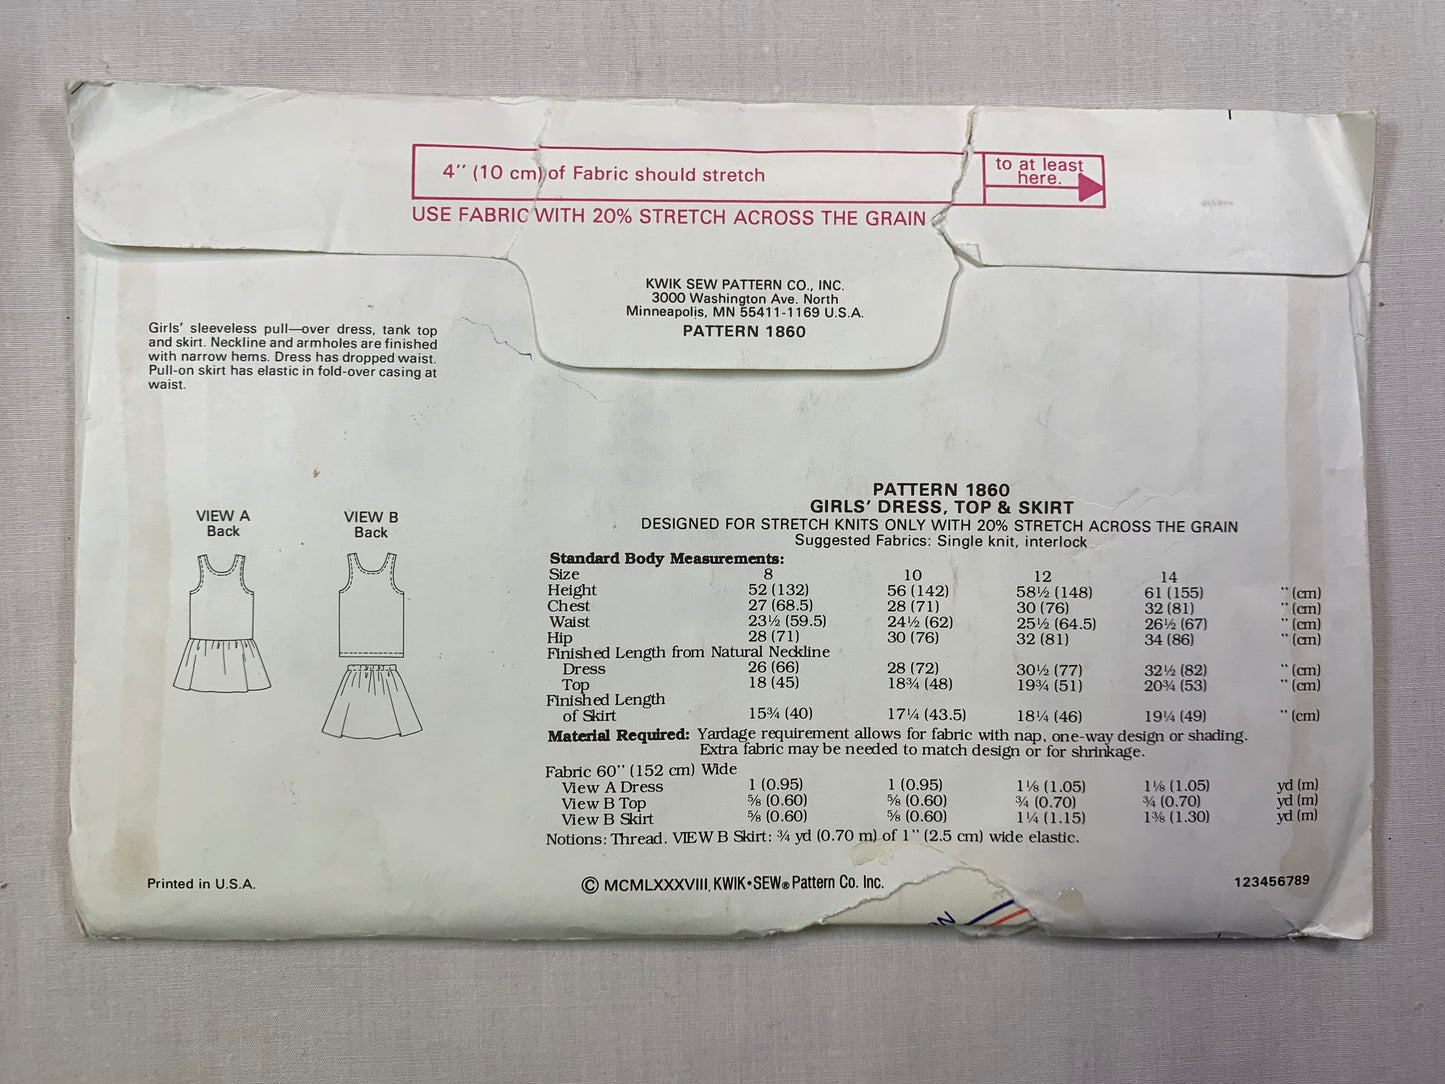 4'' (10 cm) of Fabric should stretch
to at least
here.
USE FABRIC WITH 20% STRETCH ACROSS THE GRAIN
KWIK SEW PATTERN CO., INC.
3000 Washington Ave. North
Minneapolis, MN 55411-1169 U.S.A.
PATTERN 1860
Girls' sleeveless pull—over dress, tank top
and skirt. Neckline and armholes are finished
with narrow hems. Dress has dropped waist.
Pull-on skirt has elastic in fold-over casing at
waist.
VIEW A
Back
VIEW B
Back
PATTERN 1860
GIRLS' DRESS, TOP & SKIRT
DESIGNED FOR STRETCH KNITS ONLY WITH 20% STRETCH ACROSS THE GRAIN
Suggested Fabrics: Single knit, interlock
Standard Body Measurements:
Size 8 10 12 14
Height 52 (132) 56 (142) 58½ (148) 61 (155) '' (cm)
Chest 27 (68.5) 28 (71) 30 (76) 32 (81) '' (cm)
Waist 23½ (59.5) 24½ (62) 25½ (64.5) 26½ (67) '' (cm)
Hip 28 (71) 30 (76) 32 (81) 34 (86) '' (cm)
Finished Length from Natural Neckline
Dress 26 (66) 28 (72) 30½ (77) 32½ (82) '' (cm)
Top 18 (45) 18¾ (48) 19¾ (51) 20¾ (53) '' (cm)
Finished Length
of Skirt 15¾ (40) 17¼ (43.5) 18¼ (46) 19¼ (49) '' (cm)
Material Required: Yardage requirement allows for fabric with nap, one-way design or shading.
Extra fabric may be needed to match design or for shrinkage.
Fabric 60'' (152 cm) Wide
View A Dress 1 (0.95) 1 (0.95) 1⅛ (1.05) 1⅛ (1.05) yd (m)
View B Top ⅝ (0.60) ⅝ (0.60) ¾ (0.70) ¾ (0.70) yd (m)
View B Skirt ⅝ (0.60) ⅝ (0.60) 1¼ (1.15) 1⅜ (1.30) yd (m)
Notions: Thread. VIEW B Skirt: ¾ yd (0.70 m) of 1'' (2.5 cm) wide elastic.
Printed in U.S.A.
© MCMLXXXVIII, KWIK•SEW® Pattern Co. Inc.
123456789